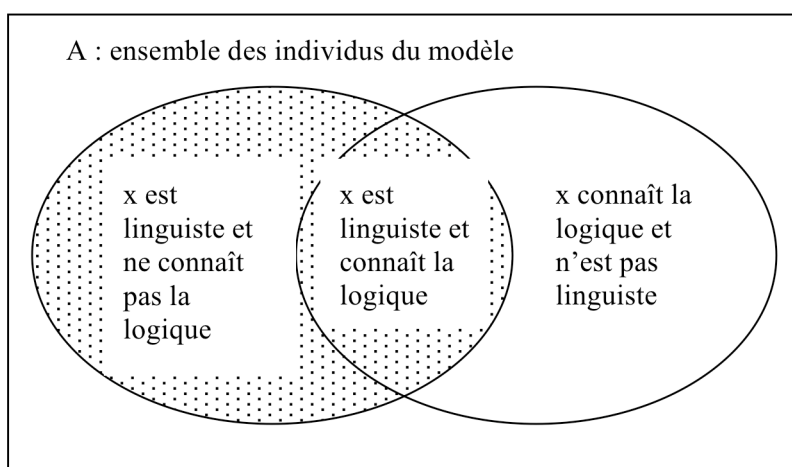 A : ensemble des individus du modèle
x est
linguiste et
ne connaît
pas la
logique
x est
linguiste et
connaît la
logique
x connaît la
logique et
n'est pas
linguiste